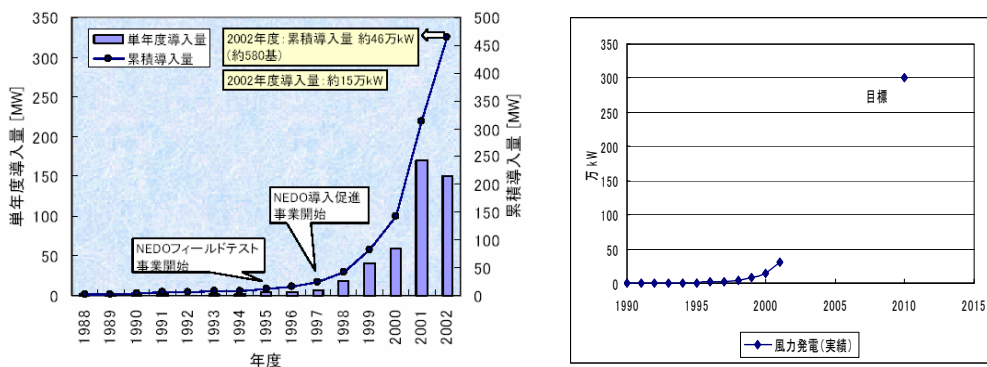 350
300
250
200
150
100
50
0
単年度導入量 [MW]
単年度導入量
累積導入量
2002年度:累積導入量 約46万kW
(約580基)
2002年度導入量:約15万kW
NEDO導入促進
事業開始
NEDOフィールドテスト
事業開始
500
450
400
350
300
250
200
150
100
50
0
累積導入量 [MW]
1988 1989 1990 1991 1992 1993 1994 1995 1996 1997 1998 1999 2000 2001 2002
年度
350
300
250
200
150
100
50
0
万kW
目標
1990 1995 2000 2005 2010 2015
風力発電(実績)